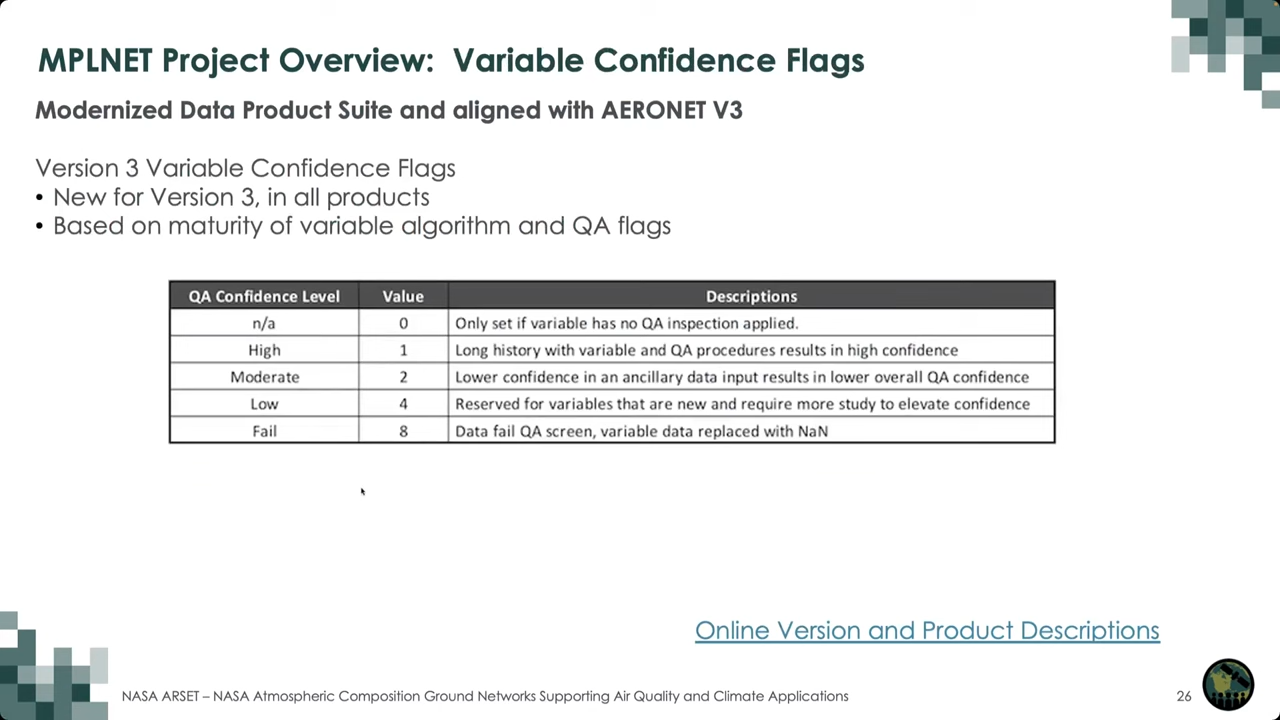 MPLNET Project Overview:  Variable Confidence Flags
Modernized Data Product Suite and aligned with AERONET V3
Version 3 Variable Confidence Flags
• New for Version 3, in all products
• Based on maturity of variable algorithm and QA flags
QA Confidence Level Value Descriptions
n/a 0 Only set if variable has no QA inspection applied.
High 1 Long history with variable and QA procedures results in high confidence
Moderate 2 Lower confidence in an ancillary data input results in lower overall QA confidence
Low 4 Reserved for variables that are new and require more study to elevate confidence
Fail 8 Data fail QA screen, variable data replaced with NaN
Online Version and Product Descriptions
NASA ARSET – NASA Atmospheric Composition Ground Networks Supporting Air Quality and Climate Applications 26